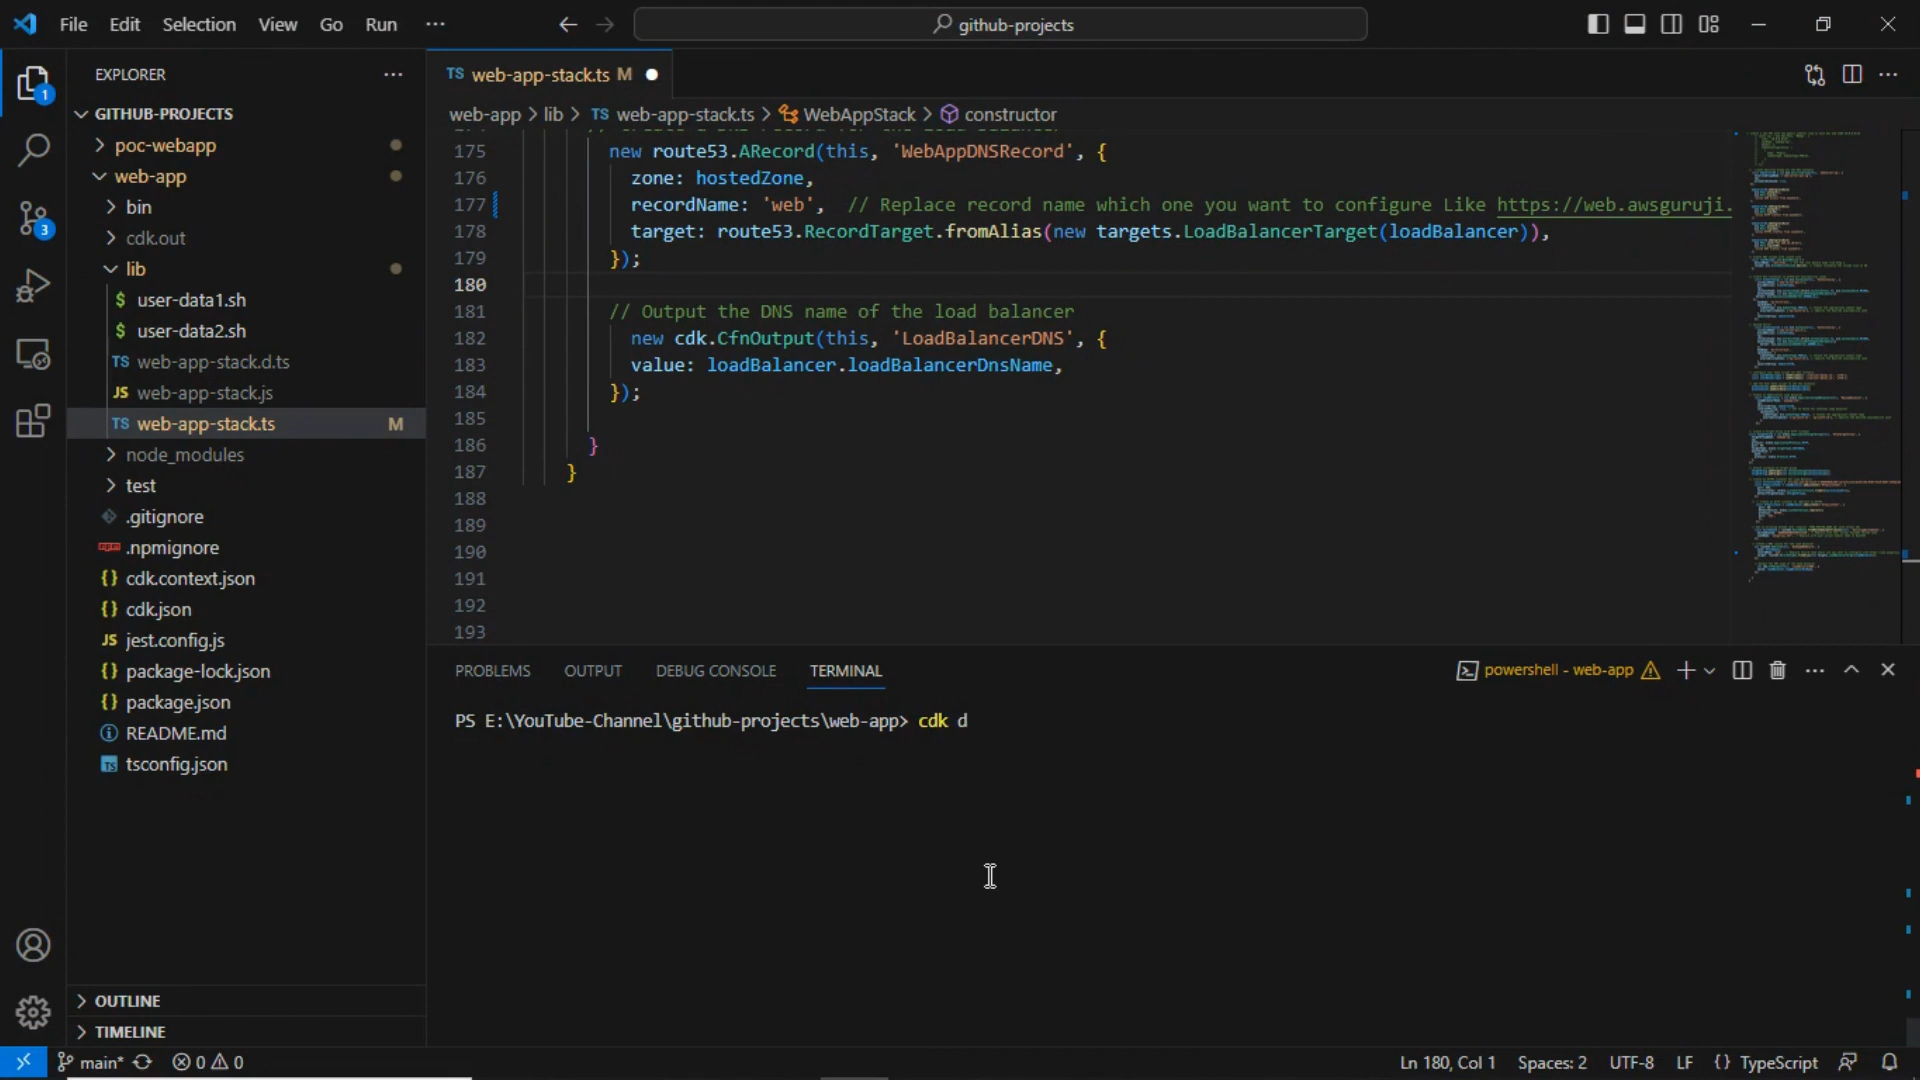 File Edit Selection View Go Run ···
github-projects
EXPLORER ···
GITHUB-PROJECTS
poc-webapp
web-app
bin
cdk.out
lib
$ user-data1.sh
$ user-data2.sh
TS web-app-stack.d.ts
JS web-app-stack.js
TS web-app-stack.ts M
node_modules
test
.gitignore
.npmignore
{} cdk.context.json
{} cdk.json
JS jest.config.js
{} package-lock.json
{} package.json
README.md
TS tsconfig.json
OUTLINE
TIMELINE
1
3
TS web-app-stack.ts M
web-app > lib > TS web-app-stack.ts > WebAppStack > constructor
175 new route53.ARecord(this, 'WebAppDNSRecord', {
176 zone: hostedZone,
177 recordName: 'web', // Replace record name which one you want to configure Like https://web.awsguruji.
178 target: route53.RecordTarget.fromAlias(new targets.LoadBalancerTarget(loadBalancer)),
179 });
180
181 // Output the DNS name of the load balancer
182 new cdk.CfnOutput(this, 'LoadBalancerDNS', {
183 value: loadBalancer.loadBalancerDnsName,
184 });
185
186 }
187 }
188
189
190
191
192
193
PROBLEMS OUTPUT DEBUG CONSOLE TERMINAL
powershell - web-app
PS E:\YouTube-Channel\github-projects\web-app> cdk d
main* 0 0
Ln 180, Col 1 Spaces: 2 UTF-8 LF {} TypeScript